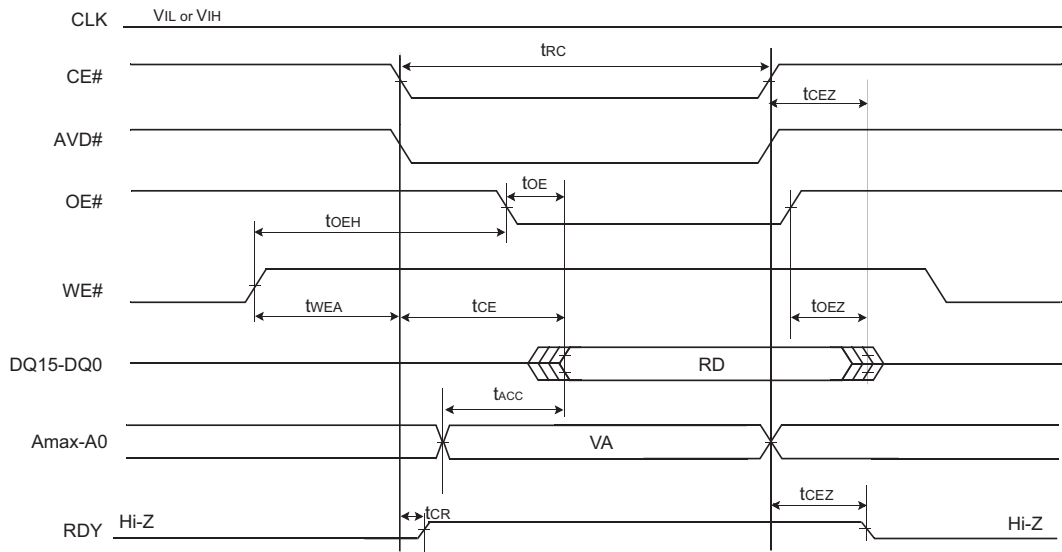 CLK VIL or VIH
tRC
CE#
tCEZ
AVD#
OE# tOE
tOEH
WE#
tWEA tCE tOEZ
DQ15-DQ0 RD
tACC
Amax-A0 VA
tCEZ
RDY Hi-Z tCR Hi-Z